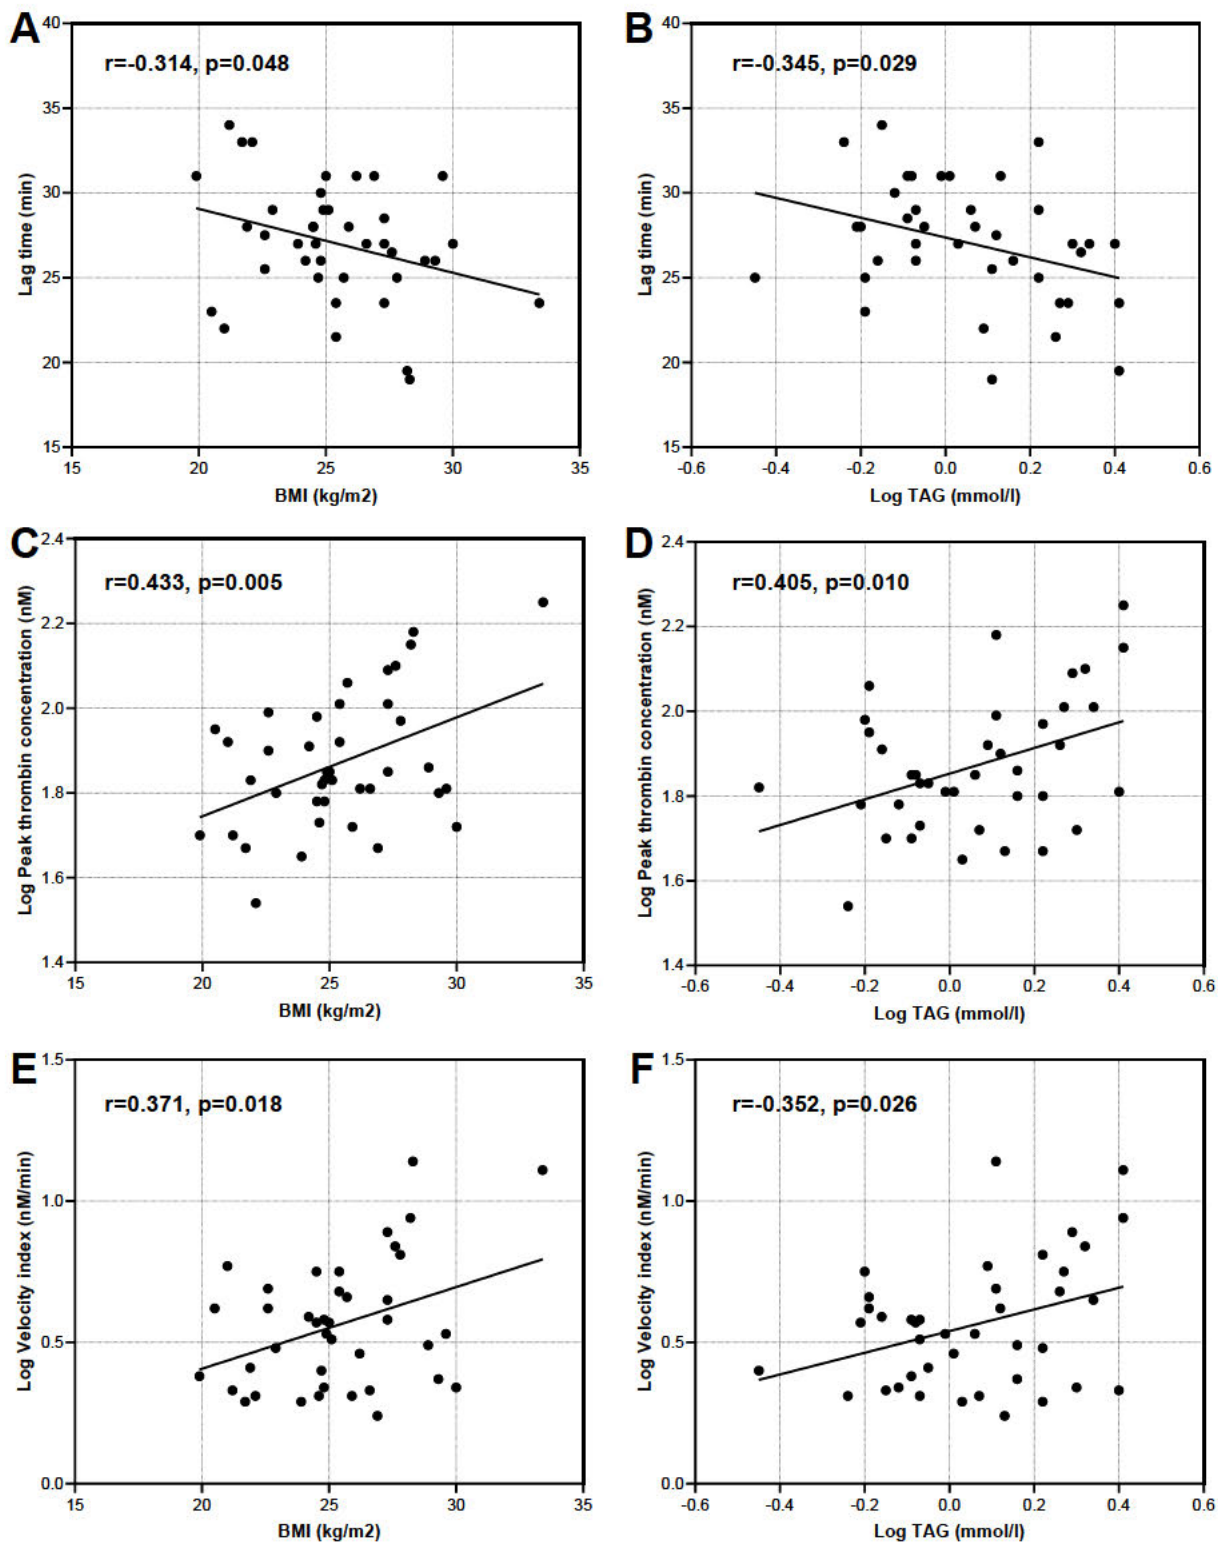 A
r=-0.314, p=0.048
Lag time (min)
40
35
30
25
20
15
15 20 25 30 35
BMI (kg/m2)
B
r=-0.345, p=0.029
Lag time (min)
40
35
30
25
20
15
-0.6 -0.4 -0.2 0.0 0.2 0.4 0.6
Log TAG (mmol/l)
C
r=0.433, p=0.005
Log Peak thrombin concentration (nM)
2.4
2.2
2.0
1.8
1.6
1.4
15 20 25 30 35
BMI (kg/m2)
D
r=0.405, p=0.010
Log Peak thrombin concentration (nM)
2.4
2.2
2.0
1.8
1.6
1.4
-0.6 -0.4 -0.2 0.0 0.2 0.4 0.6
Log TAG (mmol/l)
E
r=0.371, p=0.018
Log Velocity index (nM/min)
1.5
1.0
0.5
0.0
15 20 25 30 35
BMI (kg/m2)
F
r=-0.352, p=0.026
Log Velocity index (nM/min)
1.5
1.0
0.5
0.0
-0.6 -0.4 -0.2 0.0 0.2 0.4 0.6
Log TAG (mmol/l)